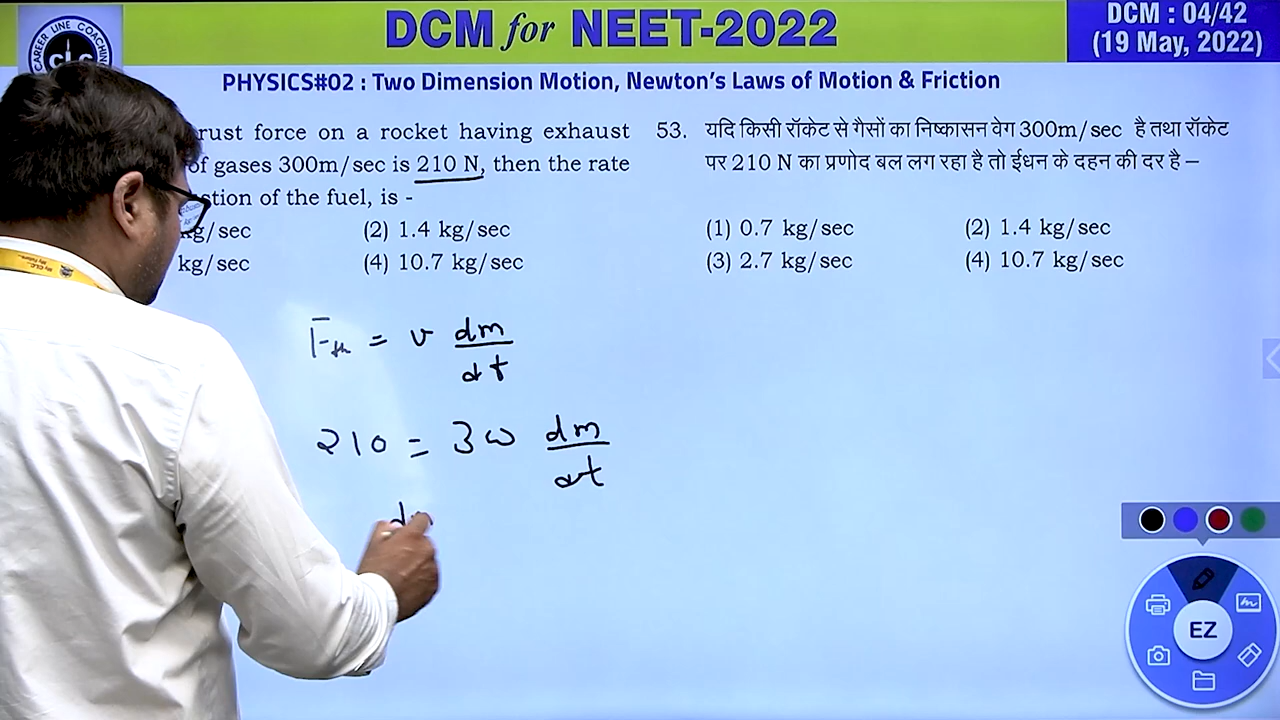 DCM for NEET-2022
DCM : 04/42
(19 May, 2022)
CAREER LINE COACHING
PHYSICS#02 : Two Dimension Motion, Newton's Laws of Motion & Friction
rust force on a rocket having exhaust
of gases 300m/sec is 210 N, then the rate
stion of the fuel, is -
kg/sec (2) 1.4 kg/sec
kg/sec (4) 10.7 kg/sec
53. यदि किसी रॉकेट से गैसों का निष्कासन वेग 300m/sec है तथा रॉकेट
पर 210 N का प्रणोद बल लग रहा है तो ईधन के दहन की दर है –
(1) 0.7 kg/sec (2) 1.4 kg/sec
(3) 2.7 kg/sec (4) 10.7 kg/sec
F_th = v dm/dt
210 = 300 dm/dt
EZ